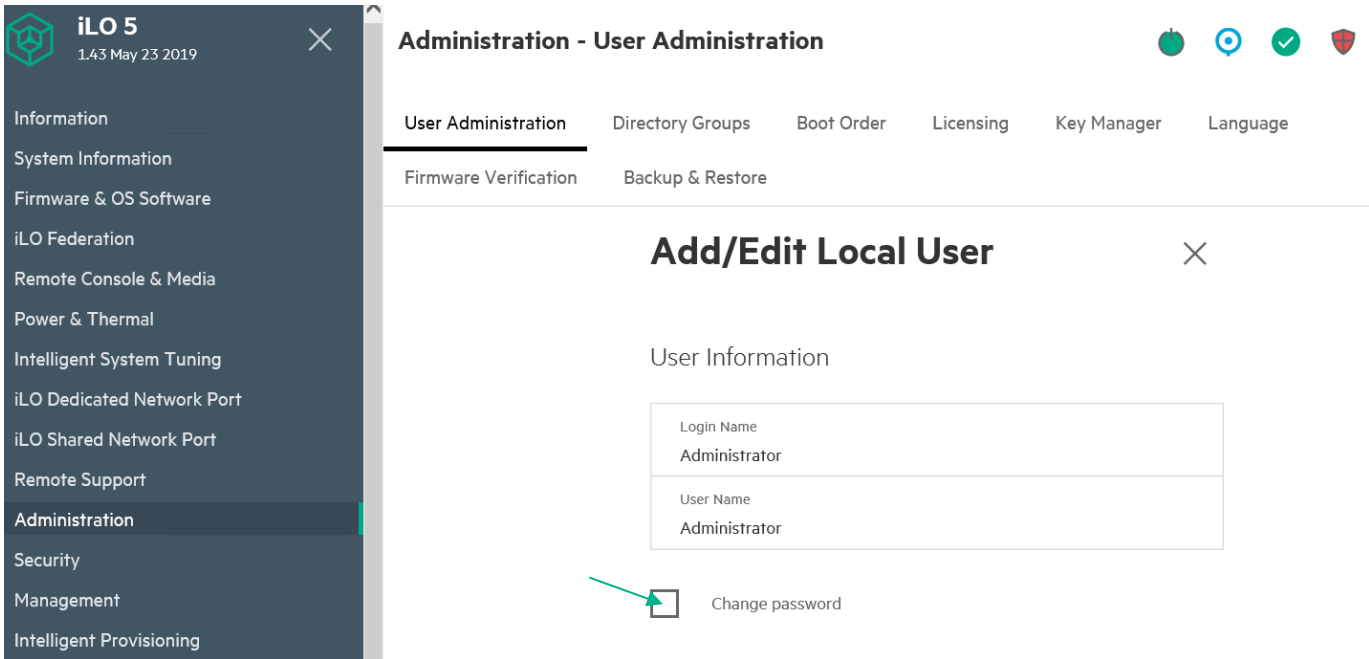 iLO 5
1.43 May 23 2019
Information
System Information
Firmware & OS Software
iLO Federation
Remote Console & Media
Power & Thermal
Intelligent System Tuning
iLO Dedicated Network Port
iLO Shared Network Port
Remote Support
Administration
Security
Management
Intelligent Provisioning
Administration - User Administration
User Administration Directory Groups Boot Order Licensing Key Manager Language
Firmware Verification Backup & Restore
Add/Edit Local User
User Information
Login Name
Administrator
User Name
Administrator
Change password